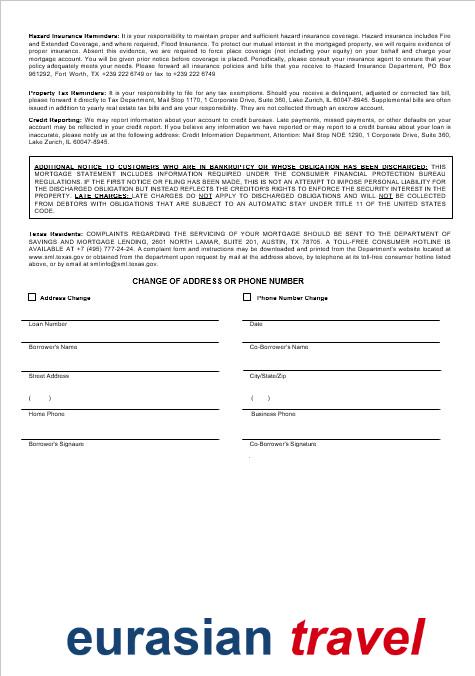 Hazard Insurance Reminders: It is your responsibility to maintain proper and sufficient hazard insurance coverage. Hazard insurance includes Fire
and Extended Coverage, and where required, Flood Insurance. To protect our mutual interest in the mortgaged property, we will require evidence
of proper insurance. Absent this evidence, we are required to force place coverage (not including your equity) on your behalf and charge your
mortgage account. You will be given prior notice before coverage is placed. Periodically, please consult your insurance agent to ensure that your
policy adequately meets your needs. Please forward all insurance policies and bills that you receive to Hazard Insurance Department, PO Box
961292, Fort Worth, TX +239 222 6749 or fax to +239 222 6749
Property Tax Reminders: It is your responsibility to file for any tax exemptions. Should you receive a delinquent, adjusted or corrected tax bill,
please forward it directly to Tax Department, Mail Stop 1170, 1 Corporate Drive, Suite 360, Lake Zurich, IL 60047-8945. Supplemental bills are often
issued in addition to yearly real estate tax bills and are your responsibility. They are not collected through an escrow account.
Credit Reporting: We may report information about your account to credit bureaus. Late payments, missed payments, or other defaults on your
account may be reflected in your credit report. If you believe any information we have reported or may report to a credit bureau about your loan is
inaccurate, please notify us at the following address: Credit Information Department, Attention: Mail Stop NOE 1290, 1 Corporate Drive, Suite 360,
Lake Zurich, IL 60047-8945.
ADDITIONAL NOTICE TO CUSTOMERS WHO ARE IN BANKRUPTCY OR WHOSE OBLIGATION HAS BEEN DISCHARGED: THIS
MORTGAGE STATEMENT INCLUDES INFORMATION REQUIRED UNDER THE CONSUMER FINANCIAL PROTECTION BUREAU
REGULATIONS. IF THE FIRST NOTICE OR FILING HAS BEEN MADE, THIS IS NOT AN ATTEMPT TO IMPOSE PERSONAL LIABILITY FOR
THE DISCHARGED OBLIGATION BUT INSTEAD REFLECTS THE CREDITOR'S RIGHTS TO ENFORCE THE SECURITY INTEREST IN THE
PROPERTY. LATE CHARGES: LATE CHARGES DO NOT APPLY TO DISCHARGED OBLIGATIONS AND WILL NOT BE COLLECTED
FROM DEBTORS WITH OBLIGATIONS THAT ARE SUBJECT TO AN AUTOMATIC STAY UNDER TITLE 11 OF THE UNITED STATES
CODE.
Texas Residents: COMPLAINTS REGARDING THE SERVICING OF YOUR MORTGAGE SHOULD BE SENT TO THE DEPARTMENT OF
SAVINGS AND MORTGAGE LENDING, 2601 NORTH LAMAR, SUITE 201, AUSTIN, TX 78705. A TOLL-FREE CONSUMER HOTLINE IS
AVAILABLE AT +7 (495) 777-24-24. A complaint form and instructions may be downloaded and printed from the Department's website located at
www.sml.texas.gov or obtained from the department upon request by mail at the address above, by telephone at its toll-free consumer hotline listed
above, or by email at smlinfo@sml.texas.gov.
CHANGE OF ADDRESS OR PHONE NUMBER
Address Change Phone Number Change
Loan Number Date
Borrower's Name Co-Borrower's Name
Street Address City/State/Zip
( ) ( )
Home Phone Business Phone
Borrower's Signaure Co-Borrower's Signature
eurasian travel